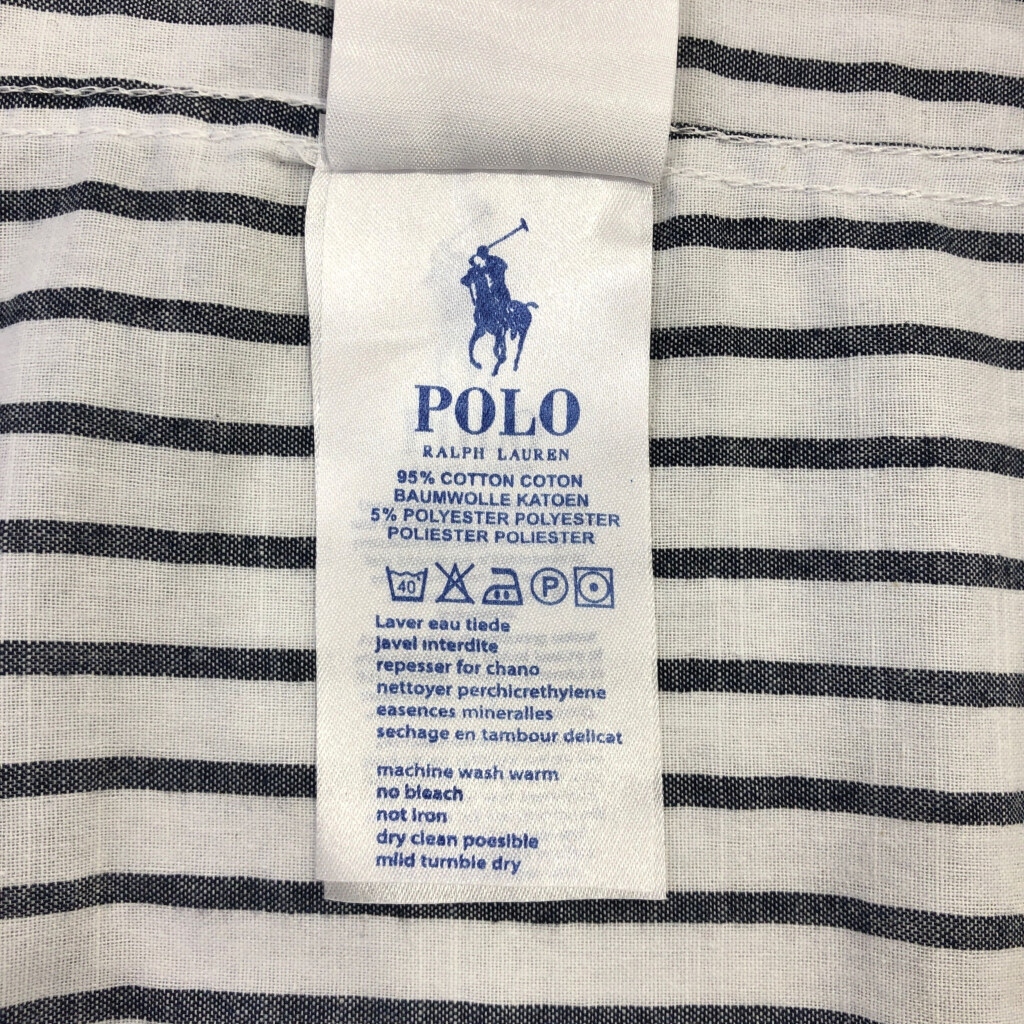 POLO
RALPH LAUREN
95% COTTON COTON
BAUMWOLLE KATOEN
5% POLYESTER POLYESTER
POLIESTER POLIESTER
40 P
Laver eau tiede
javel interdite
repesser for chano
nettoyer perchicrethyiene
easences mineralles
sechage en tambour delicat
machine wash warm
no bleach
not iron
dry clean poesible
mild turnbie dry